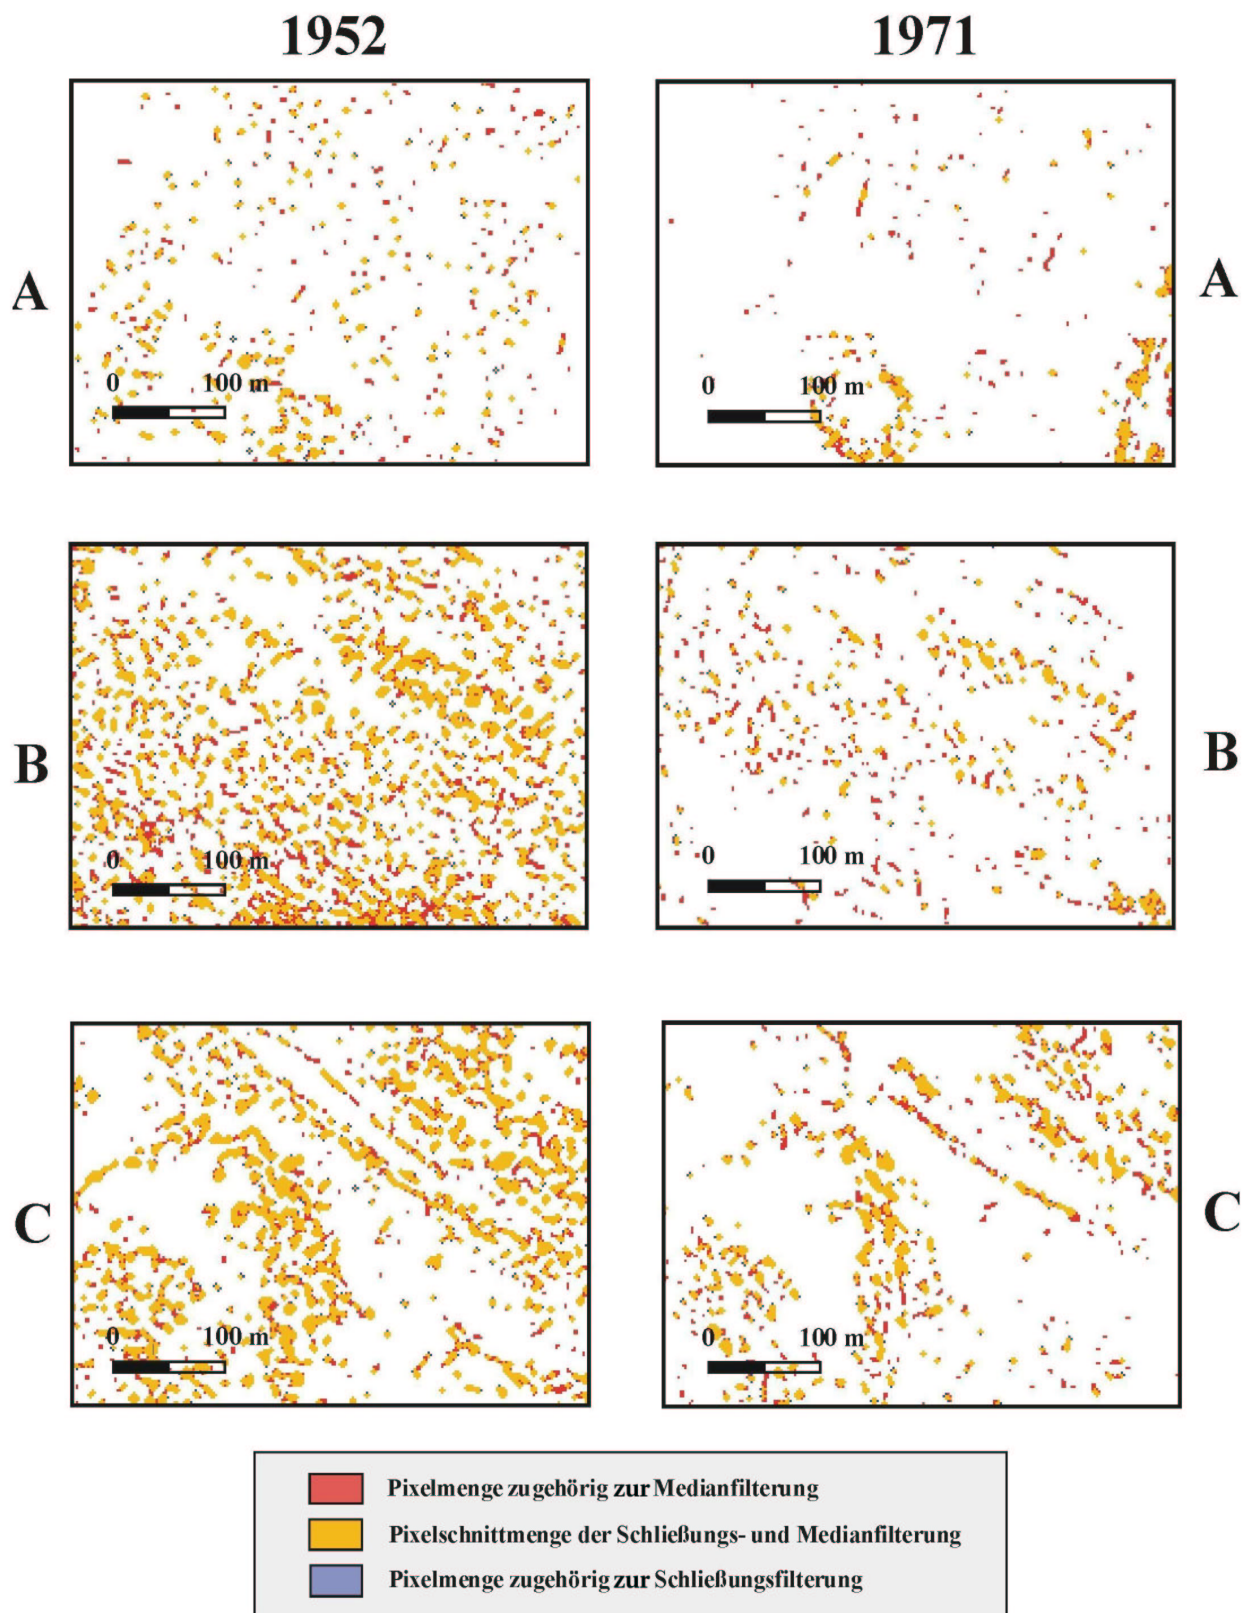 1952 1971
A A
0 100 m 0 100 m
B B
0 100 m 0 100 m
C C
0 100 m 0 100 m
Pixelmenge zugehörig zur Medianfilterung
Pixelschnittmenge der Schließungs- und Medianfilterung
Pixelmenge zugehörig zur Schließungsfilterung